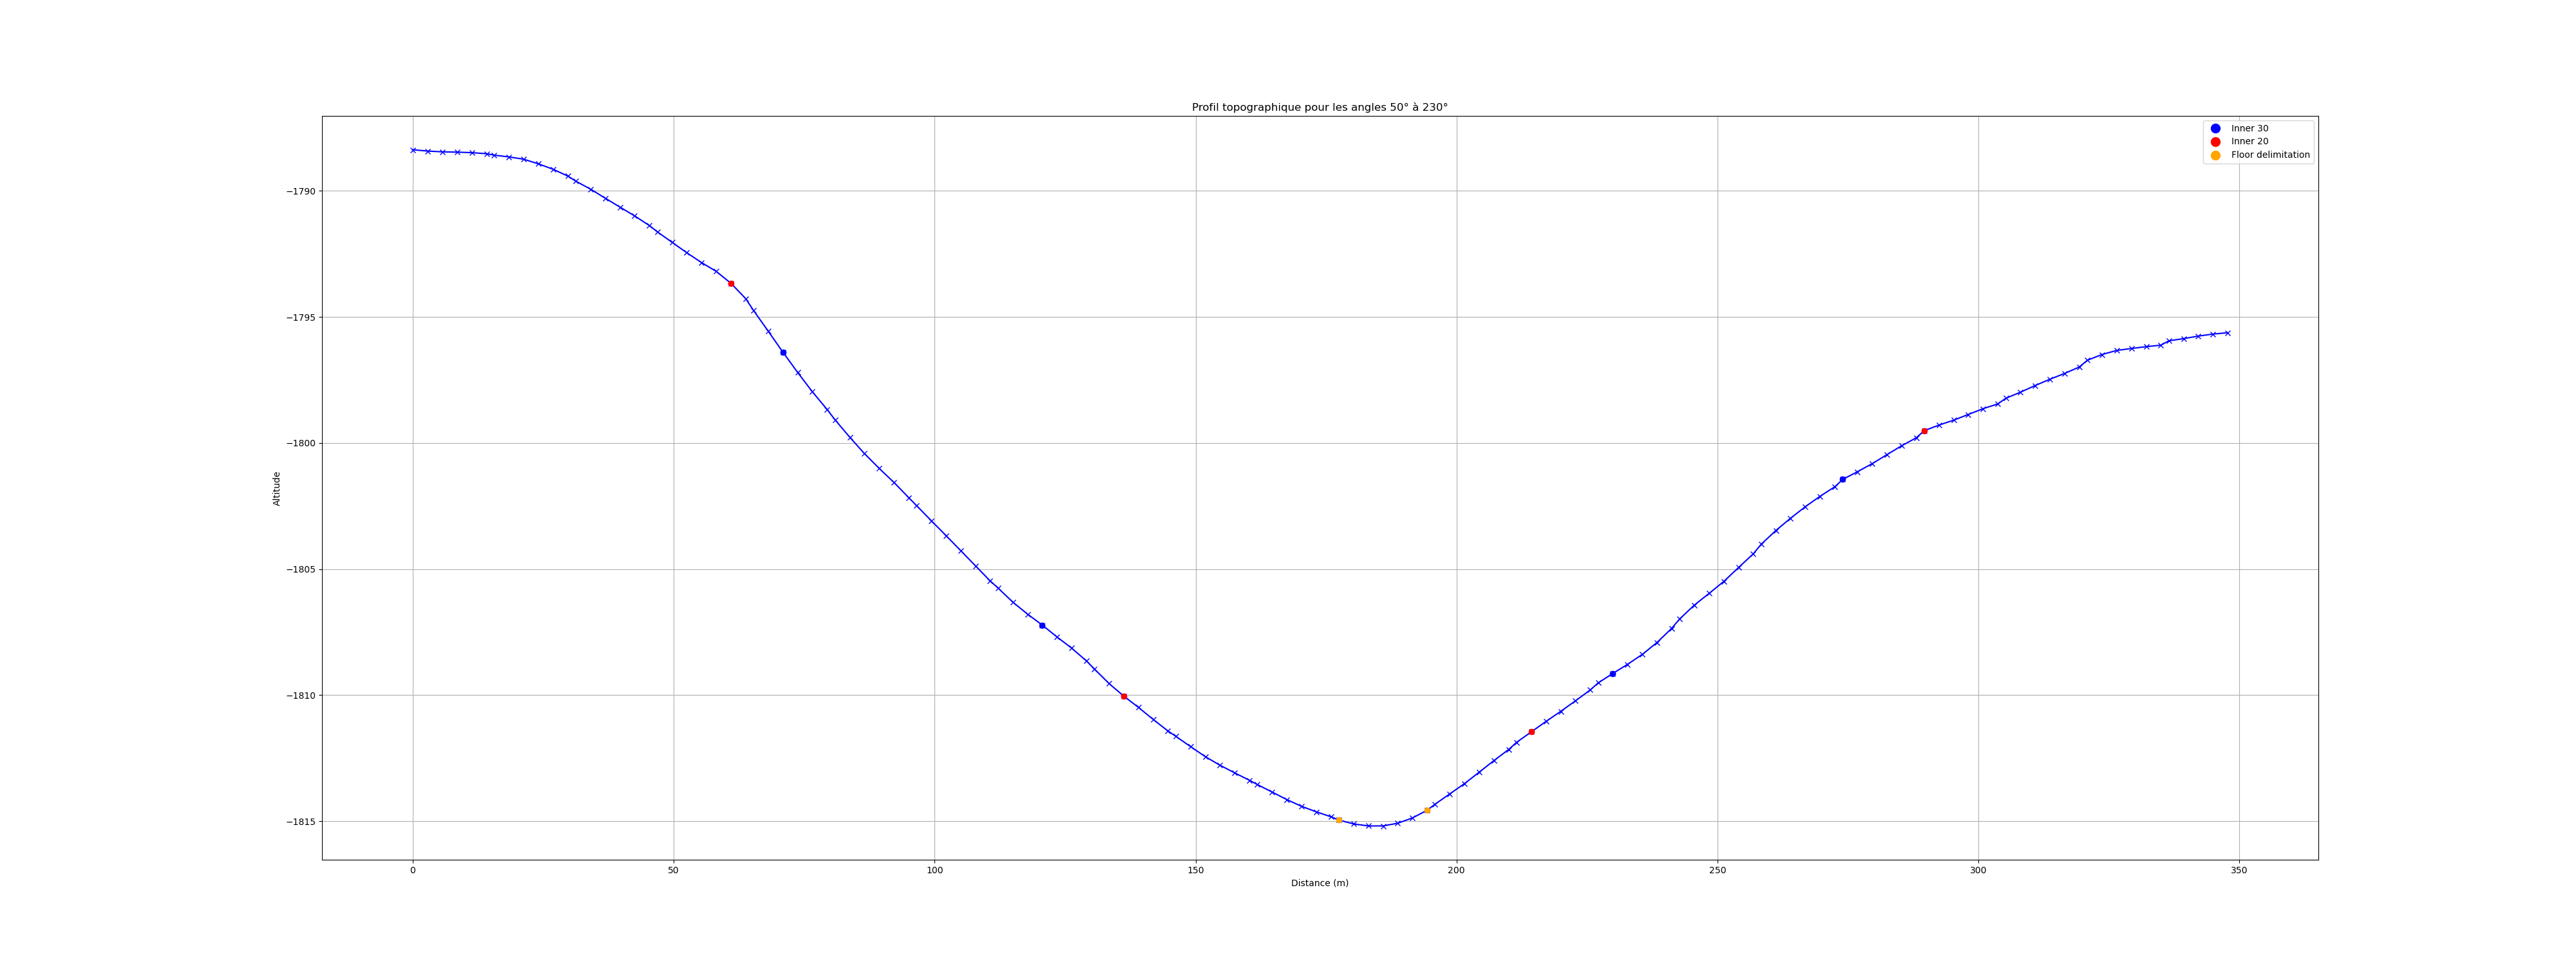 Profil topographique pour les angles 50° à 230°
Inner 30
Inner 20
Floor delimitation
−1790
−1795
−1800
−1805
−1810
−1815
Altitude
0 50 100 150 200 250 300 350
Distance (m)